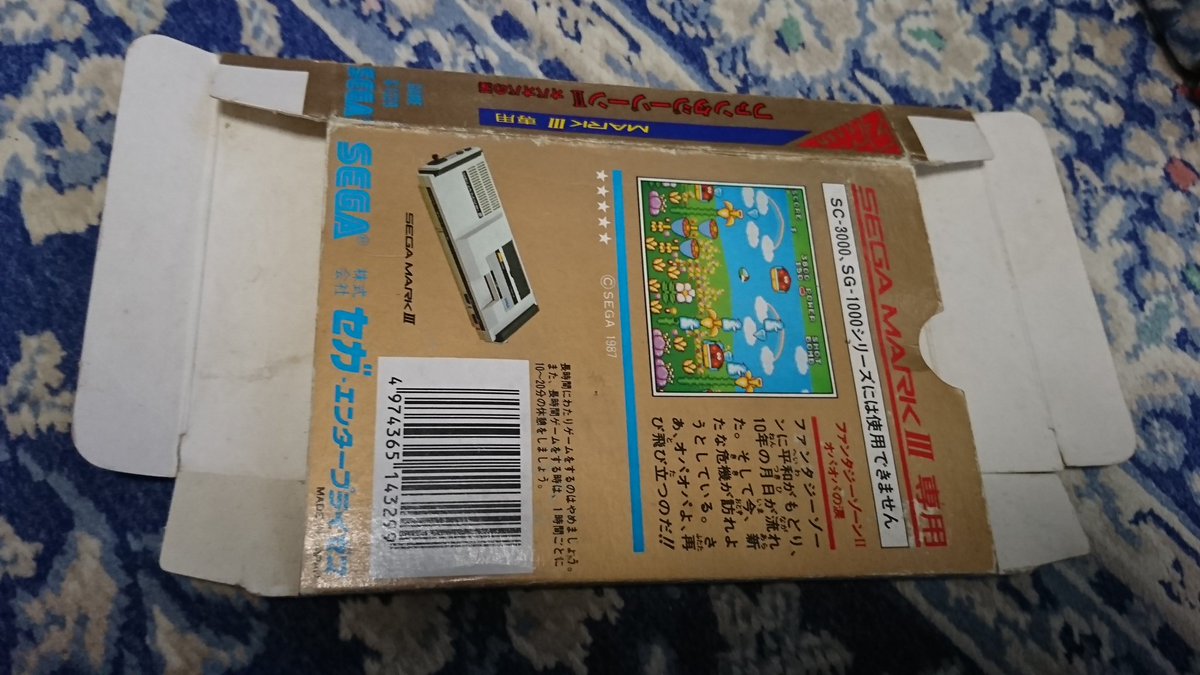 ファンタジーゾーンⅡ オパオパの涙
MARKⅢ 専用
SEGA
SEGA MARKⅢ 専用
SC-3000、SG-1000シリーズには使用できません
SHOT
BOMB
ファンタジーゾーンⅡ
オパオパの涙
ファンタジーゾー
ンに平和がもどり、
10年の月日が流れ
た。そして今、新
たな危機が訪れよ
うとしている。さ
あ、オパオパよ、再
び飛び立つのだ!!
★★★★★
©SEGA 1987
SEGA MARKⅢ
長時間にわたりゲームをするのはやめましょう。
また、長時間ゲームをする時は、1時間ごとに
10〜20分の休憩をしましょう。
4 974365 143299
SEGA® 株式会社 セガ・エンタープライゼス